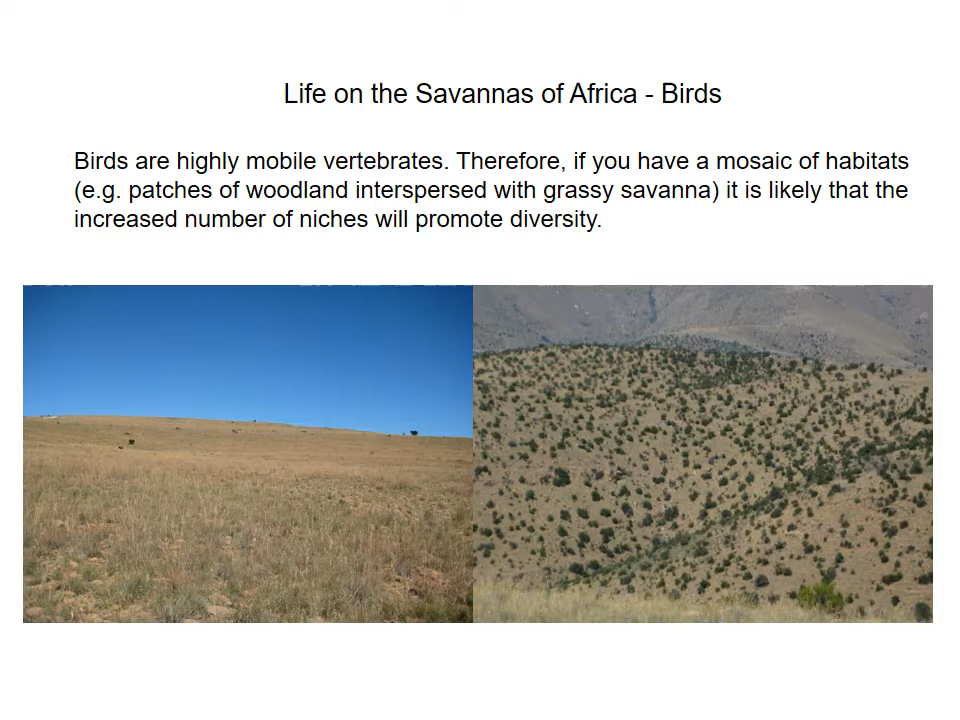 Life on the Savannas of Africa - Birds
Birds are highly mobile vertebrates. Therefore, if you have a mosaic of habitats
(e.g. patches of woodland interspersed with grassy savanna) it is likely that the
increased number of niches will promote diversity.